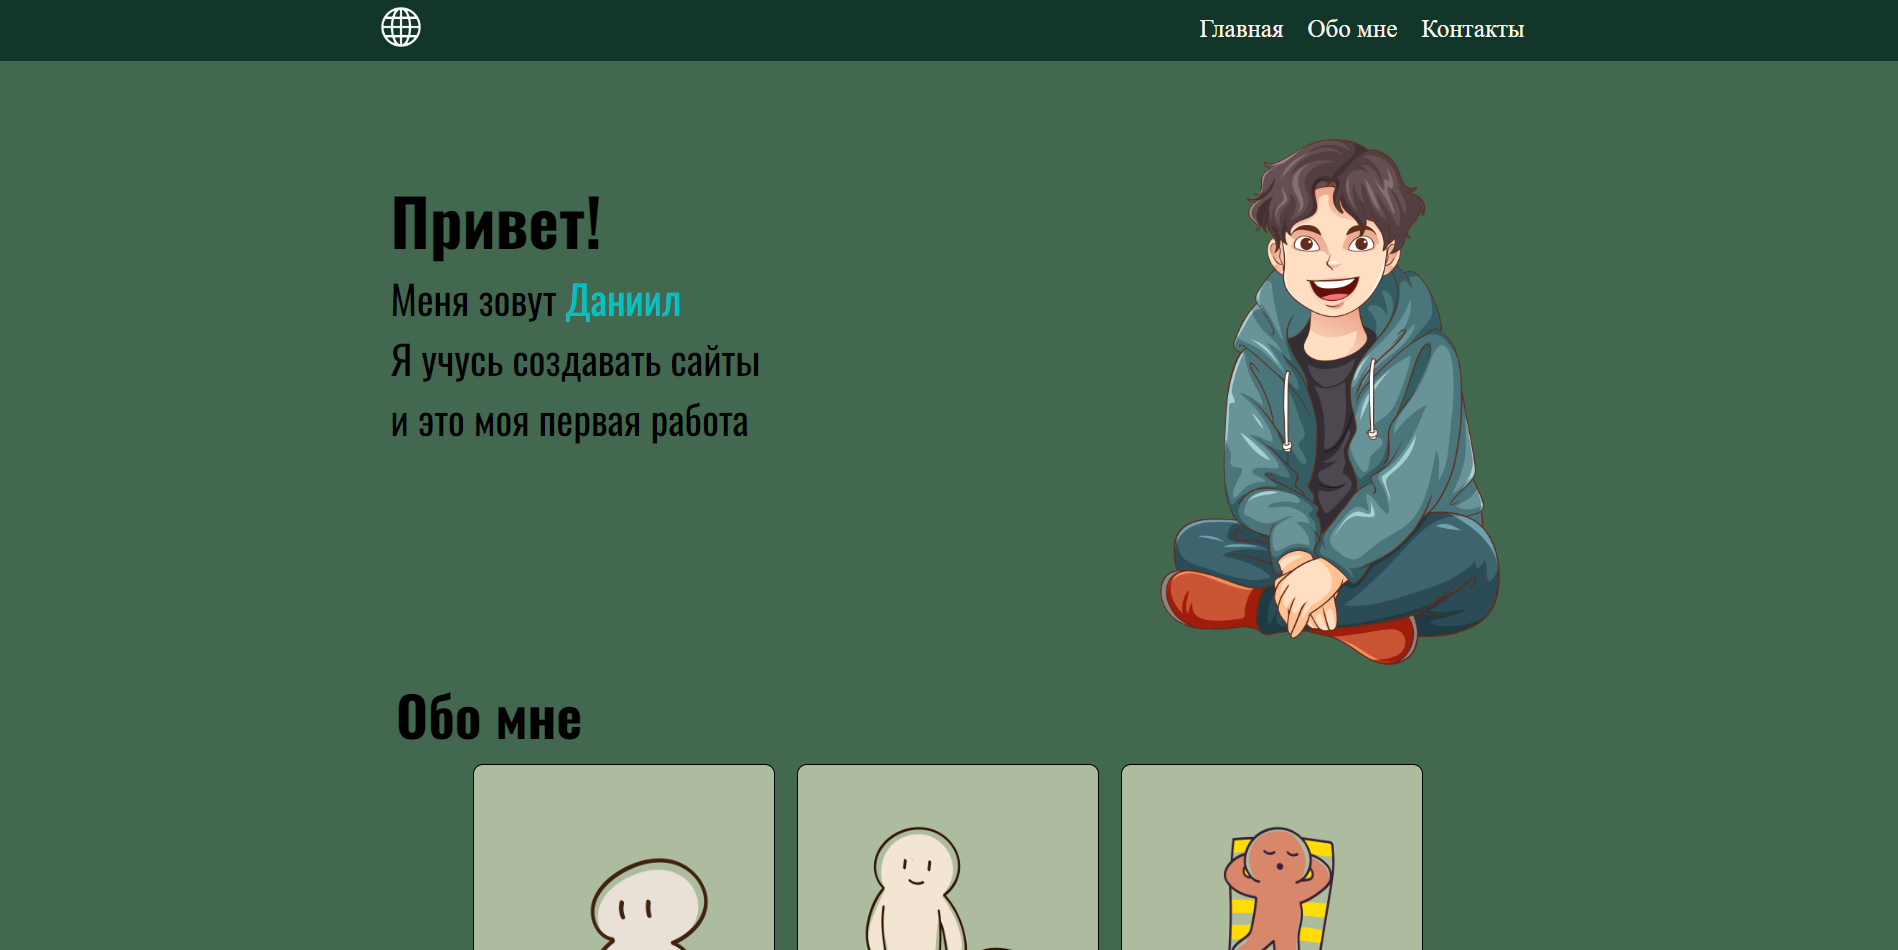 Главная Обо мне Контакты
Привет!
Меня зовут Даниил
Я учусь создавать сайты
и это моя первая работа
Обо мне